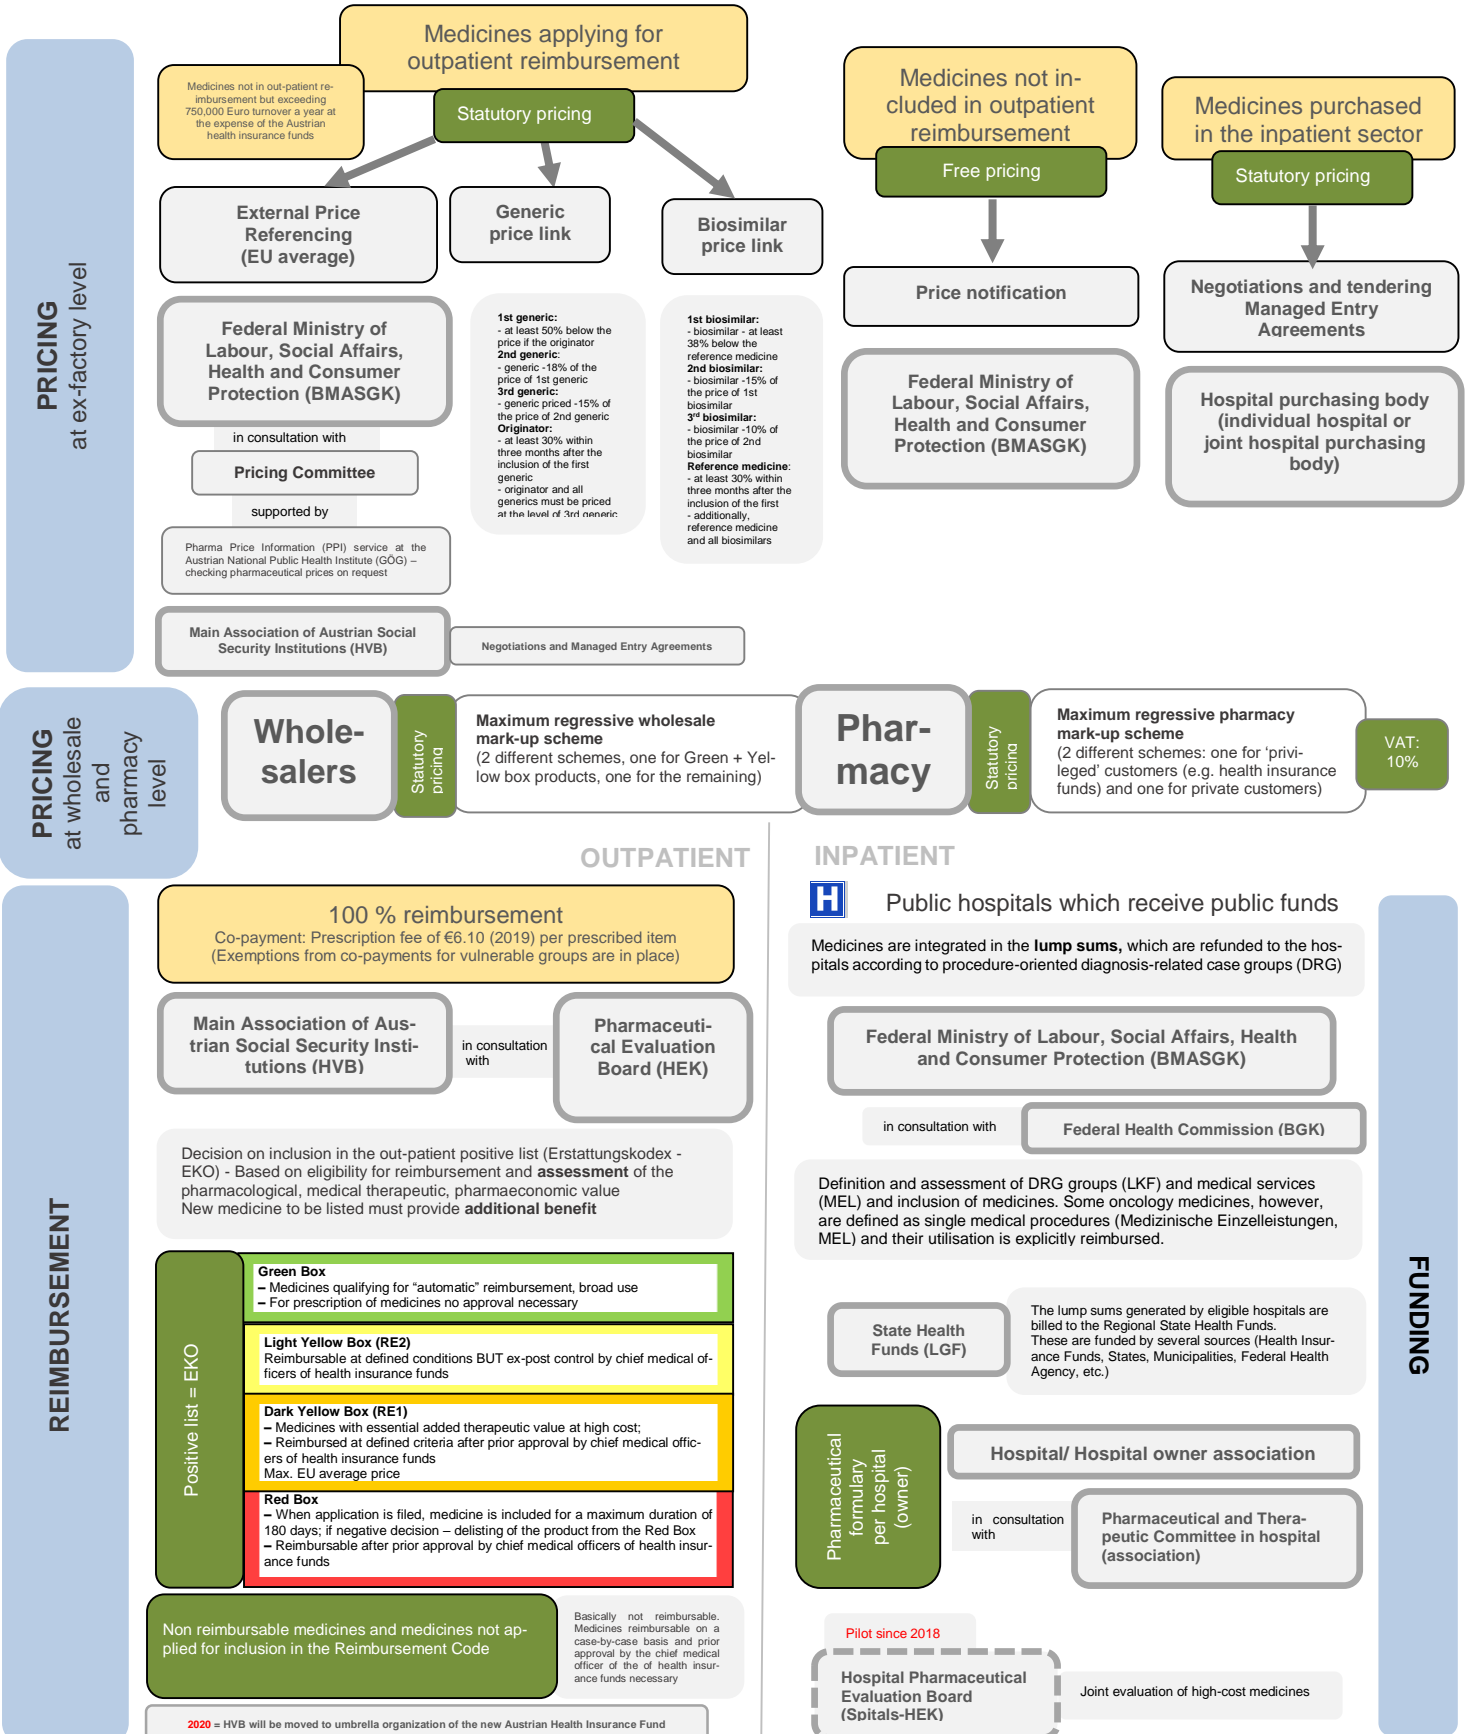 Medicines applying for
outpatient reimbursement
Medicines not in out-patient re-
imbursement but exceeding
750,000 Euro turnover a year at
the expense of the Austrian
health insurance funds
Statutory pricing
Medicines not in-
cluded in outpatient
reimbursement
Free pricing
Medicines purchased
in the inpatient sector
Statutory pricing
PRICING
at ex-factory level
External Price
Referencing
(EU average)
Generic
price link
Biosimilar
price link
Price notification
Negotiations and tendering
Managed Entry
Agreements
Federal Ministry of
Labour, Social Affairs,
Health and Consumer
Protection (BMASGK)
in consultation with
Pricing Committee
supported by
Pharma Price Information (PPI) service at the
Austrian National Public Health Institute (GÖG) –
checking pharmaceutical prices on request
1st generic:
- at least 50% below the
price if the originator
2nd generic:
- generic -18% of the
price of 1st generic
3rd generic:
- generic priced -15% of
the price of 2nd generic
Originator:
- at least 30% within
three months after the
inclusion of the first
generic
- originator and all
generics must be priced
at the level of 3rd generic
1st biosimilar:
- biosimilar - at least
38% below the
reference medicine
2nd biosimilar:
- biosimilar -15% of
the price of 1st
biosimilar
3rd biosimilar:
- biosimilar -10% of
the price of 2nd
biosimilar
Reference medicine:
- at least 30% within
three months after the
inclusion of the first
- additionally,
reference medicine
and all biosimilars
Federal Ministry of
Labour, Social Affairs,
Health and Consumer
Protection (BMASGK)
Hospital purchasing body
(individual hospital or
joint hospital purchasing
body)
Main Association of Austrian Social
Security Institutions (HVB)
Negotiations and Managed Entry Agreements
PRICING
at wholesale
and
pharmacy
level
Whole-
salers
Statutory
pricing
Maximum regressive wholesale
mark-up scheme
(2 different schemes, one for Green + Yel-
low box products, one for the remaining)
Phar-
macy
Statutory
pricing
Maximum regressive pharmacy
mark-up scheme
(2 different schemes: one for ‘privi-
leged’ customers (e.g. health insurance
funds) and one for private customers)
VAT:
10%
OUTPATIENT
INPATIENT
REIMBURSEMENT
100 % reimbursement
Co-payment: Prescription fee of €6.10 (2019) per prescribed item
(Exemptions from co-payments for vulnerable groups are in place)
Main Association of Aus-
trian Social Security Insti-
tutions (HVB)
in consultation
with
Pharmaceuti-
cal Evaluation
Board (HEK)
Decision on inclusion in the out-patient positive list (Erstattungskodex -
EKO) - Based on eligibility for reimbursement and assessment of the
pharmacological, medical therapeutic, pharmaeconomic value
New medicine to be listed must provide additional benefit
Positive list = EKO
Green Box
– Medicines qualifying for “automatic” reimbursement, broad use
– For prescription of medicines no approval necessary
Light Yellow Box (RE2)
Reimbursable at defined conditions BUT ex-post control by chief medical of-
ficers of health insurance funds
Dark Yellow Box (RE1)
– Medicines with essential added therapeutic value at high cost;
– Reimbursed at defined criteria after prior approval by chief medical offic-
ers of health insurance funds
Max. EU average price
Red Box
– When application is filed, medicine is included for a maximum duration of
180 days; if negative decision – delisting of the product from the Red Box
– Reimbursable after prior approval by chief medical officers of health insur-
ance funds
Non reimbursable medicines and medicines not ap-
plied for inclusion in the Reimbursement Code
Basically not reimbursable.
Medicines reimbursable on a
case-by-case basis and prior
approval by the chief medical
officer of the of health insur-
ance funds necessary
2020 = HVB will be moved to umbrella organization of the new Austrian Health Insurance Fund
H
Public hospitals which receive public funds
Medicines are integrated in the lump sums, which are refunded to the hos-
pitals according to procedure-oriented diagnosis-related case groups (DRG)
Federal Ministry of Labour, Social Affairs, Health
and Consumer Protection (BMASGK)
in consultation with
Federal Health Commission (BGK)
Definition and assessment of DRG groups (LKF) and medical services
(MEL) and inclusion of medicines. Some oncology medicines, however,
are defined as single medical procedures (Medizinische Einzelleistungen,
MEL) and their utilisation is explicitly reimbursed.
State Health
Funds (LGF)
The lump sums generated by eligible hospitals are
billed to the Regional State Health Funds.
These are funded by several sources (Health Insur-
ance Funds, States, Municipalities, Federal Health
Agency, etc.)
Pharmaceutical
formulary
per hospital
(owner)
Hospital/ Hospital owner association
in consultation
with
Pharmaceutical and Thera-
peutic Committee in hospital
(association)
Pilot since 2018
Hospital Pharmaceutical
Evaluation Board
(Spitals-HEK)
Joint evaluation of high-cost medicines
FUNDING